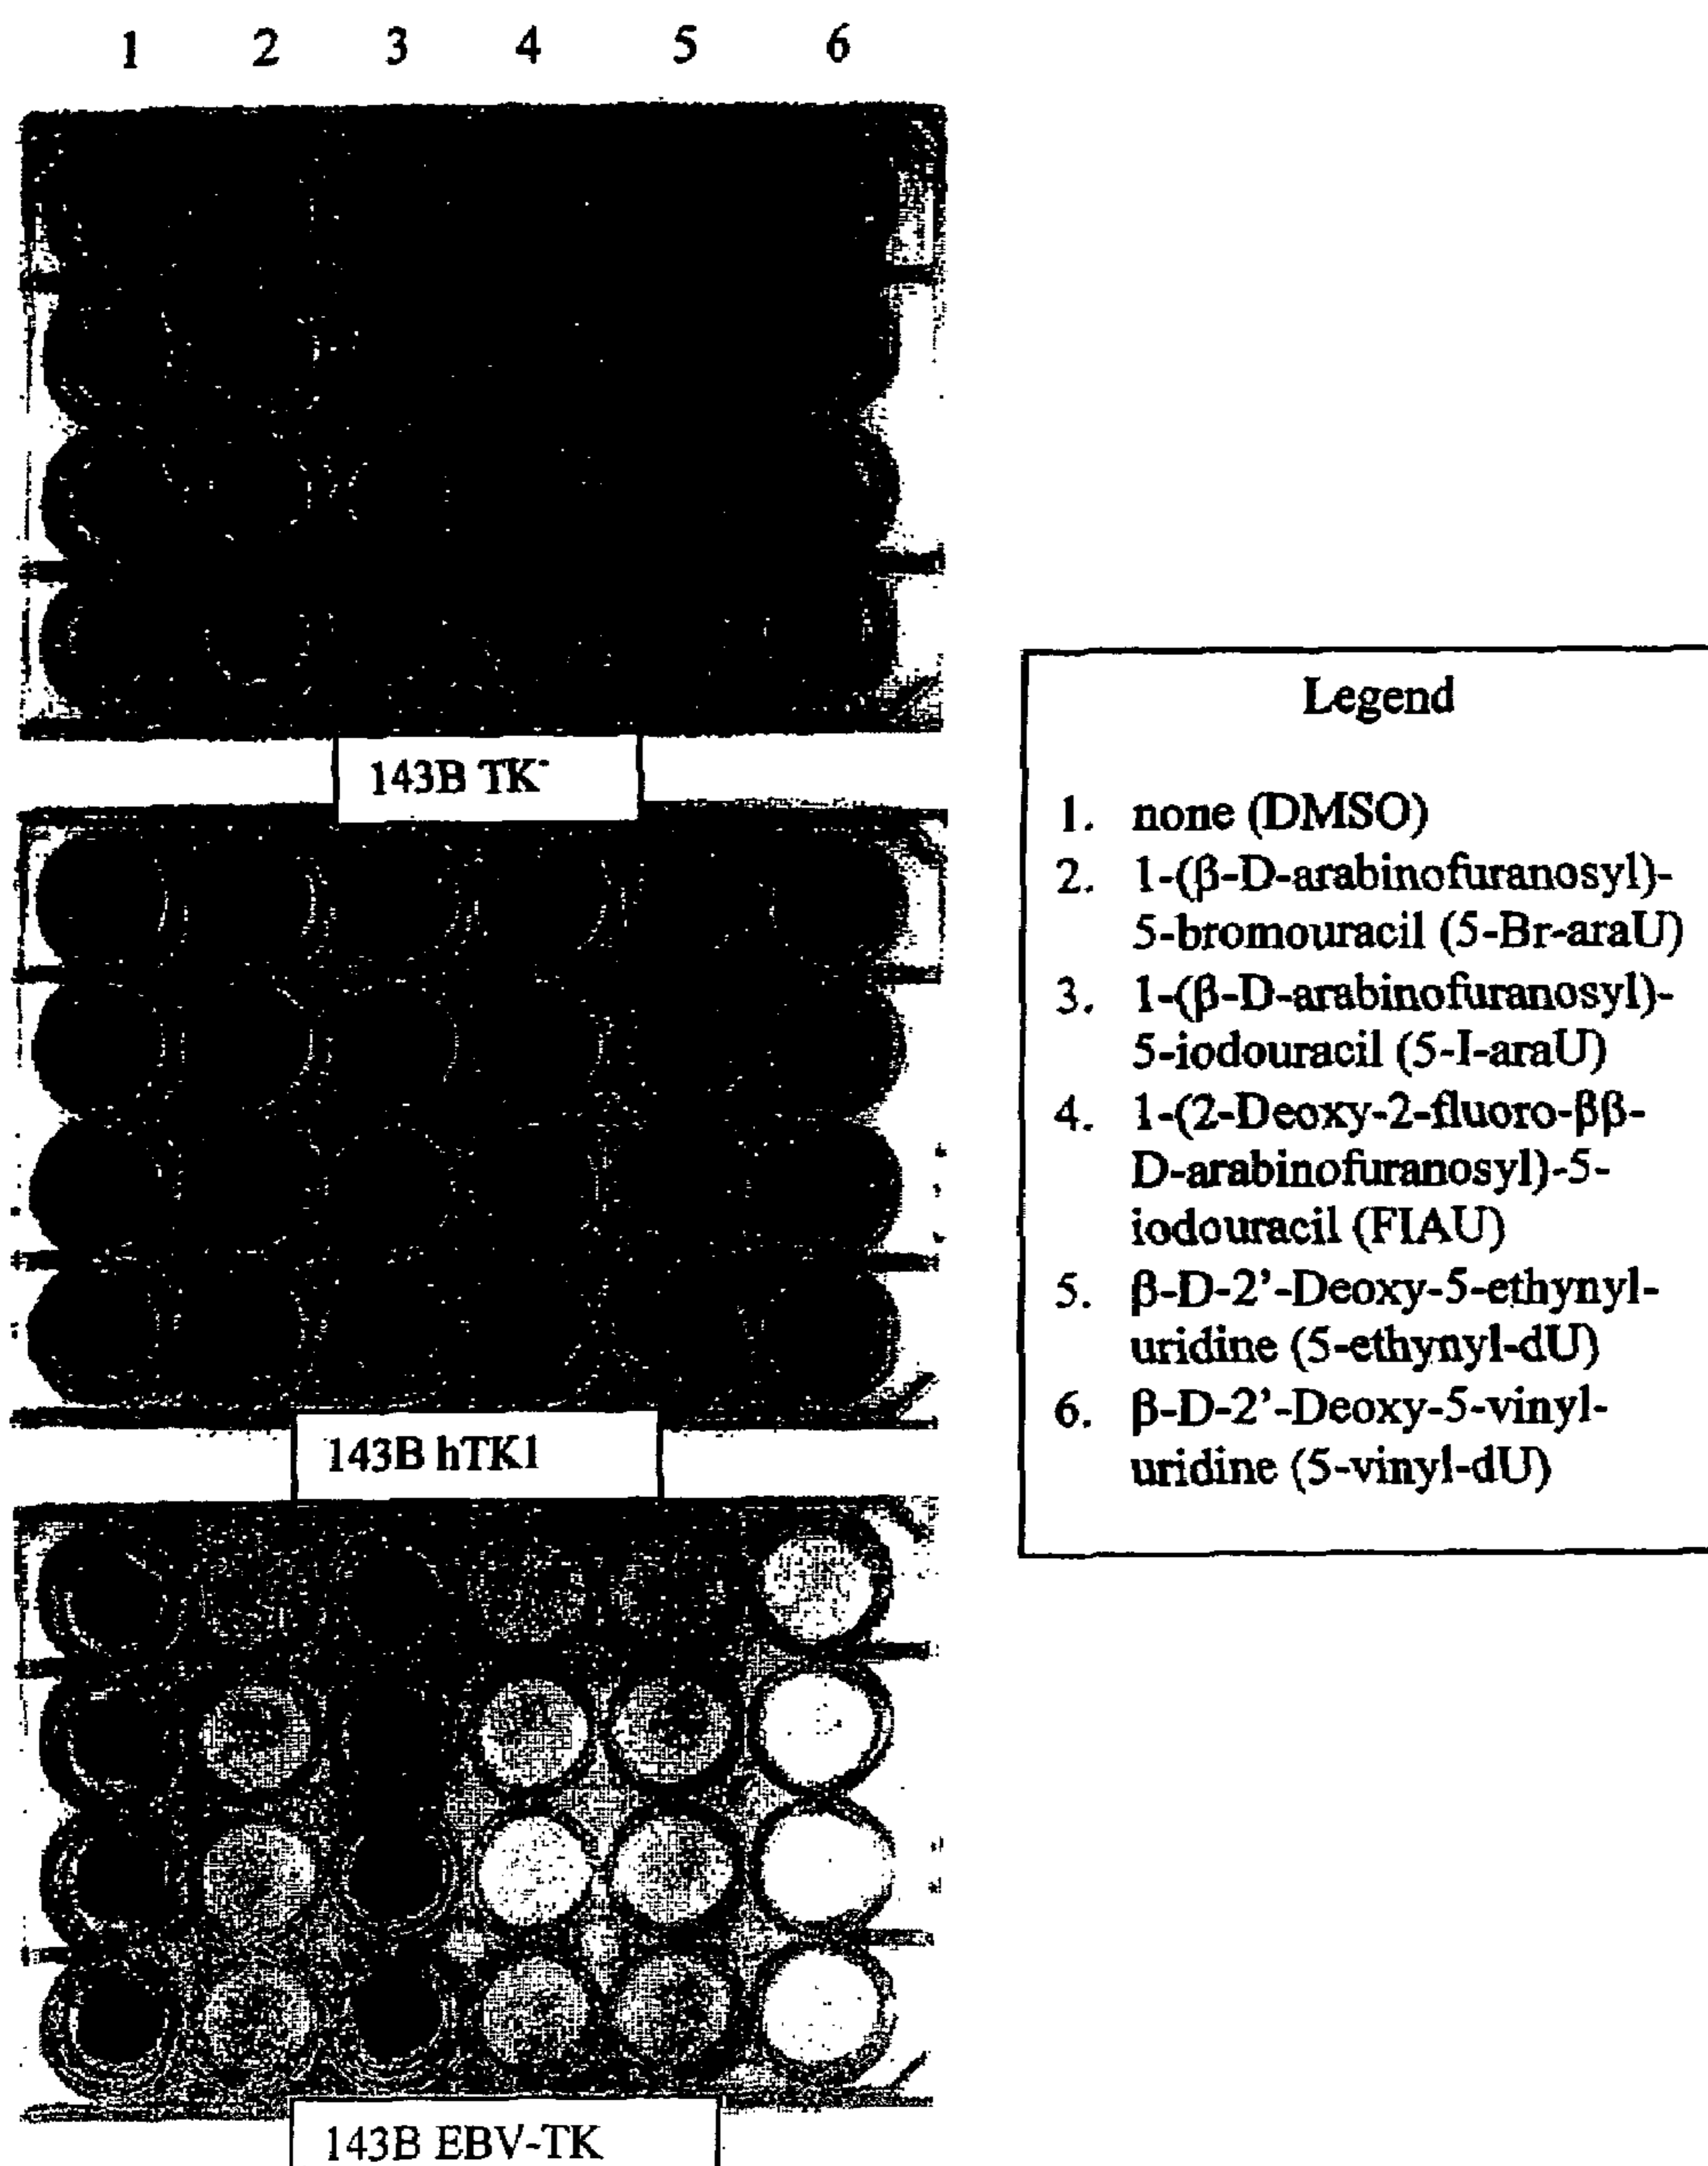 1 2 3 4 5 6
143B TK⁻
143B hTK1
143B EBV-TK
Legend
1. none (DMSO)
2. 1-(β-D-arabinofuranosyl)-
5-bromouracil (5-Br-araU)
3. 1-(β-D-arabinofuranosyl)-
5-iodouracil (5-I-araU)
4. 1-(2-Deoxy-2-fluoro-ββ-
D-arabinofuranosyl)-5-
iodouracil (FIAU)
5. β-D-2’-Deoxy-5-ethynyl-
uridine (5-ethynyl-dU)
6. β-D-2’-Deoxy-5-vinyl-
uridine (5-vinyl-dU)